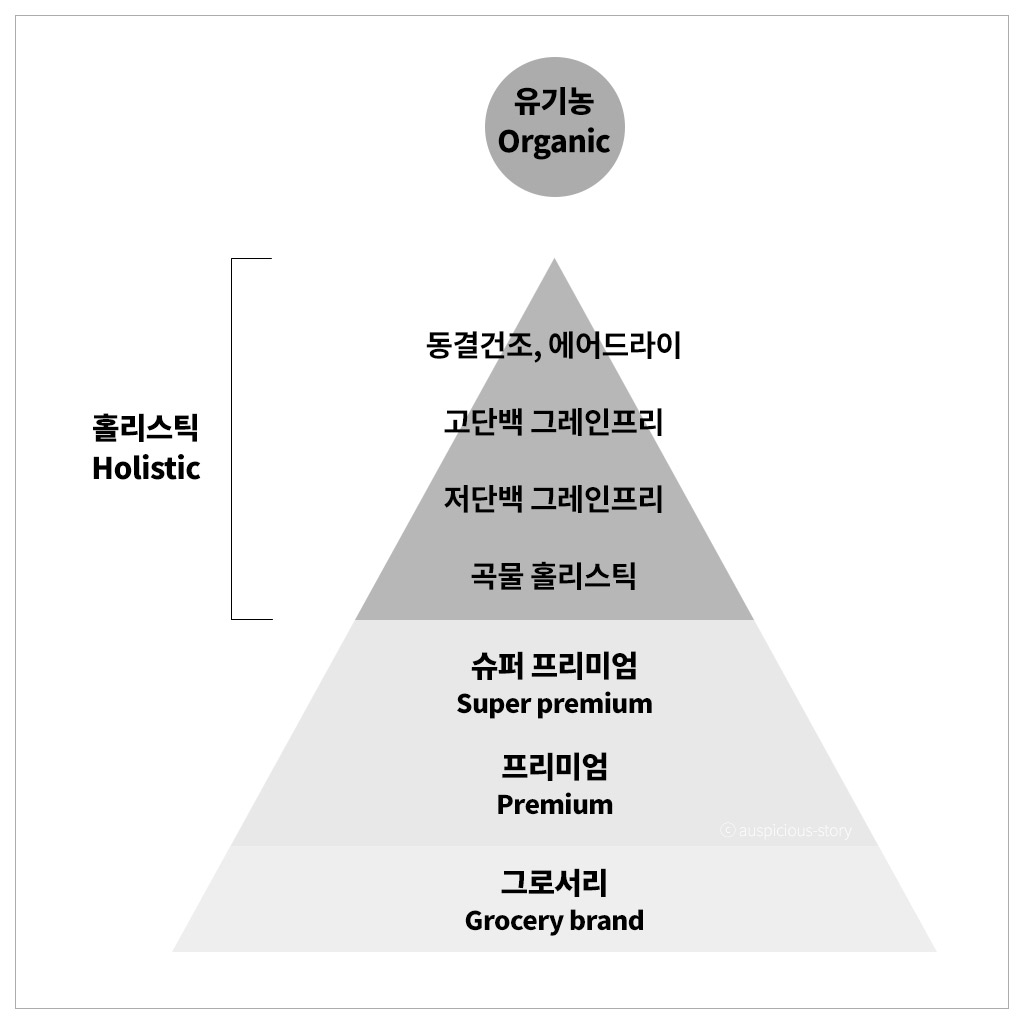 유기농
Organic
동결건조, 에어드라이
고단백 그레인프리
홀리스틱
Holistic
저단백 그레인프리
곡물 홀리스틱
슈퍼 프리미엄
Super premium
프리미엄
Premium
ⓒ auspicious-story
그로서리
Grocery brand